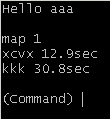 Hello aaa
map 1
xcvx 12.9sec
kkk 30.8sec
(Command) |